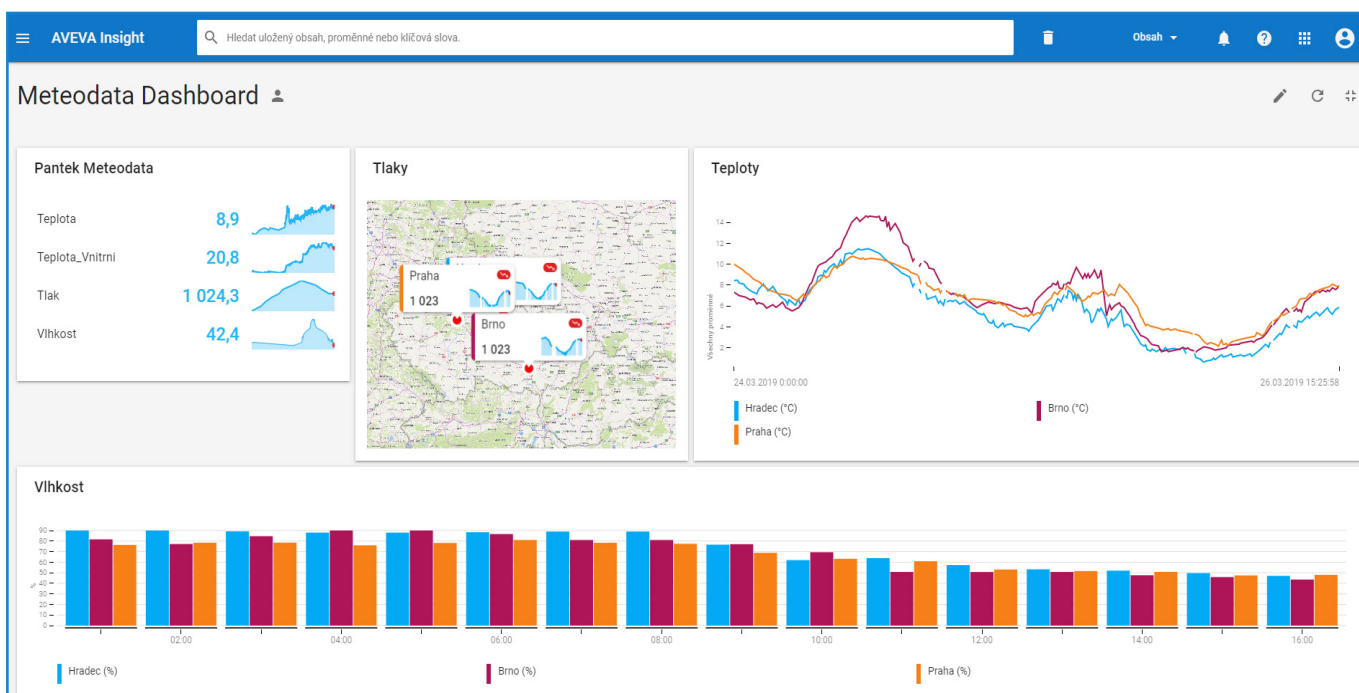 AVEVA Insight
Hledat uložený obsah, proměnné nebo klíčová slova.
Obsah
Meteodata Dashboard
Pantek Meteodata
Teplota 8,9
Teplota_Vnitrni 20,8
Tlak 1 024,3
Vlhkost 42,4
Tlaky
Praha
1 023
Brno
1 023
Teploty
Všechny proměnné
14
12
10
8
6
4
2
24.03.2019 0:00:00 26.03.2019 15:25:58
Hradec (°C) Brno (°C)
Praha (°C)
Vlhkost
%
90
80
70
60
50
40
30
20
10
0
02:00 04:00 06:00 08:00 10:00 12:00 14:00 16:00
Hradec (%) Brno (%) Praha (%)